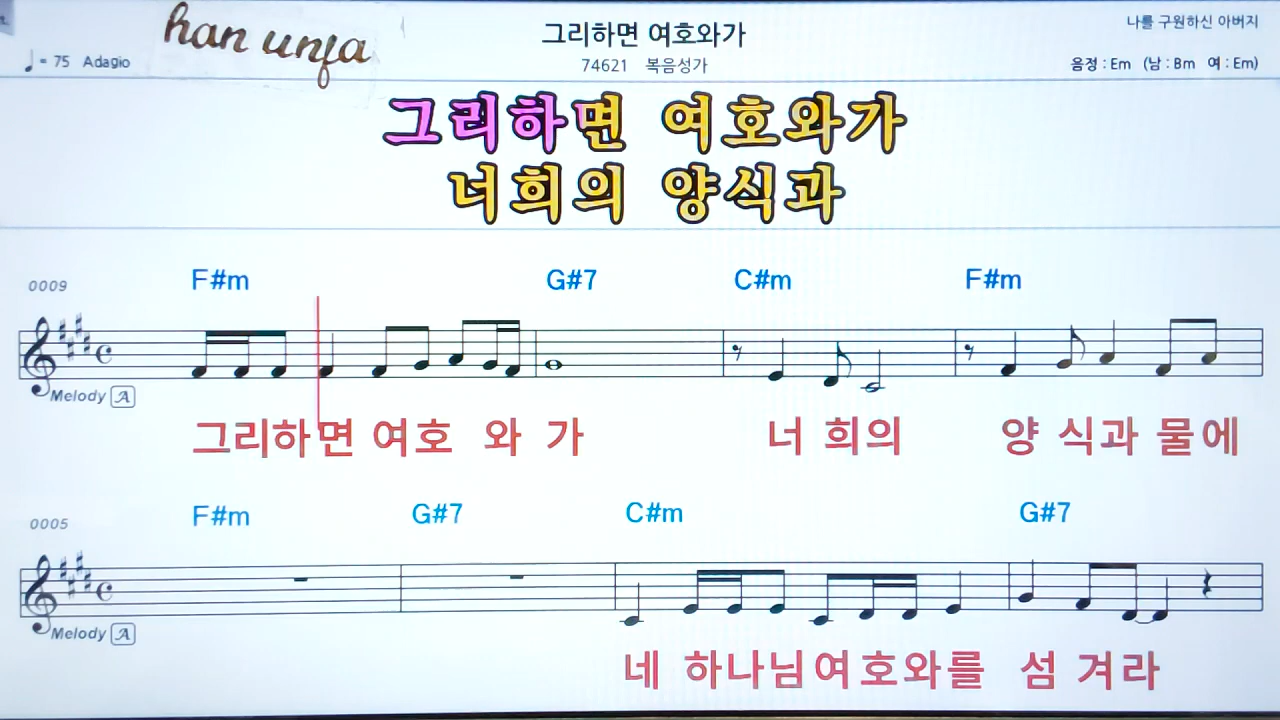 han unja
그리하면 여호와가
나를 구원하신 아버지
♩= 75 Adagio
74621 복음성가
음정 : Em (남 : Bm 여 : Em)
그리하면 여호와가
너희의 양식과
0009 F#m G#7 C#m F#m
Melody A
그리하면 여호 와 가 너 희의 양 식과 물에
0005 F#m G#7 C#m G#7
Melody A
네 하나님여호와를 섬 겨라